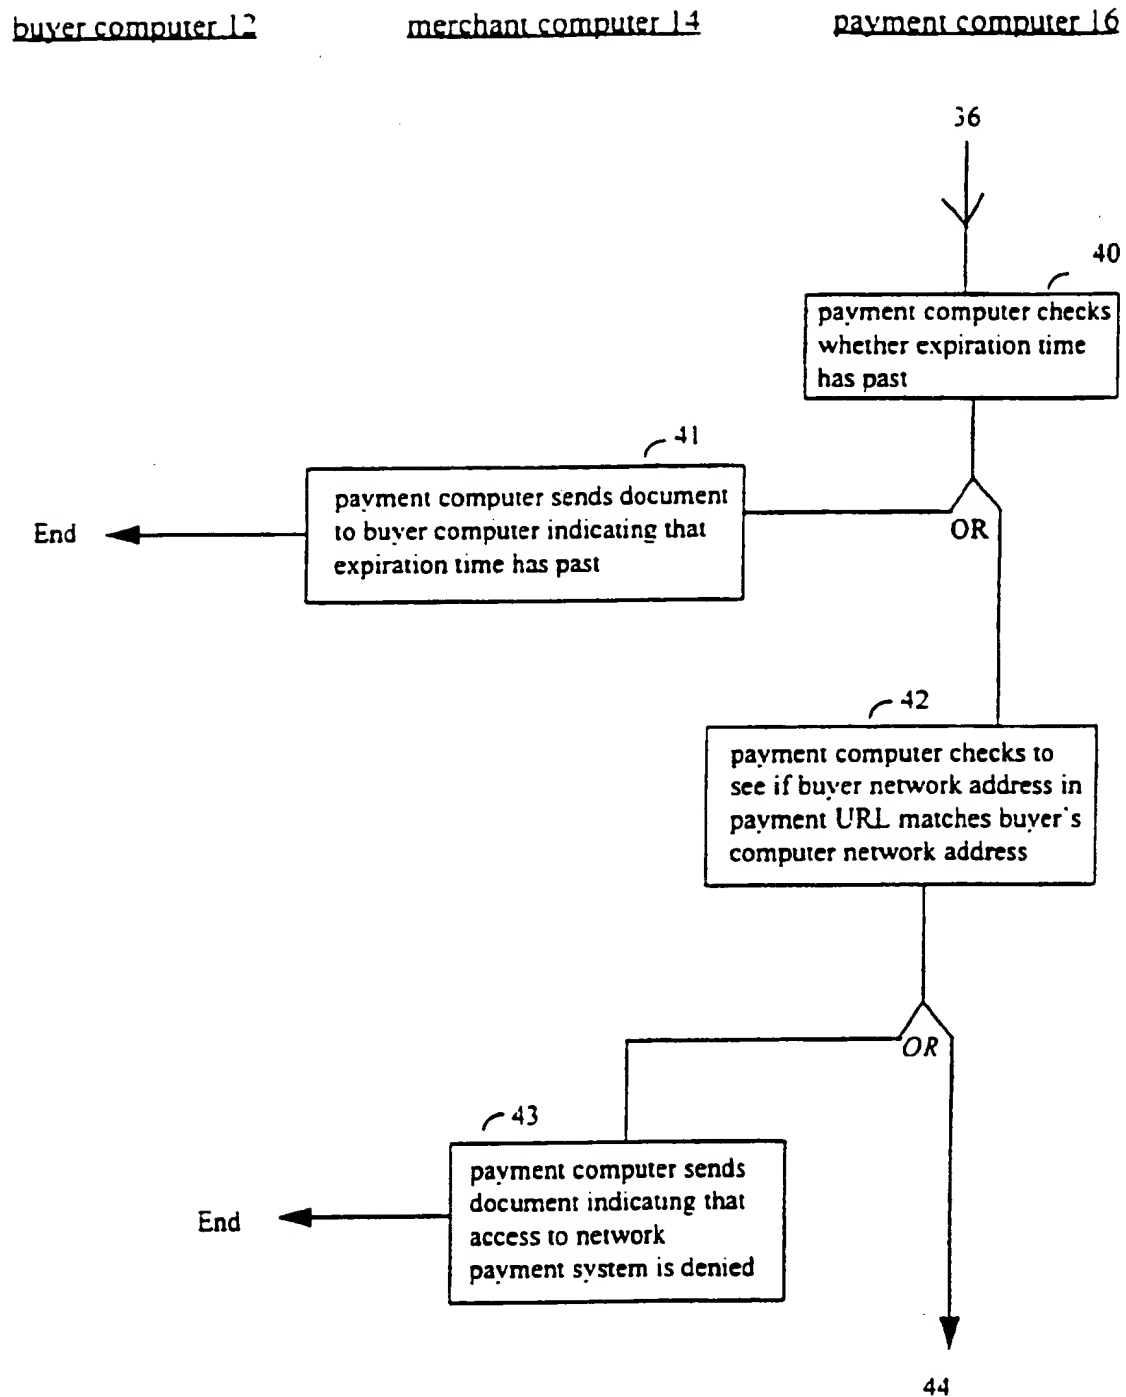 buyer computer 12
merchant computer 14
payment computer 16
36
40
payment computer checks
whether expiration time
has past
41
payment computer sends document
to buyer computer indicating that
expiration time has past
End
OR
42
payment computer checks to
see if buyer network address in
payment URL matches buyer's
computer network address
OR
43
payment computer sends
document indicating that
access to network
payment system is denied
End
44